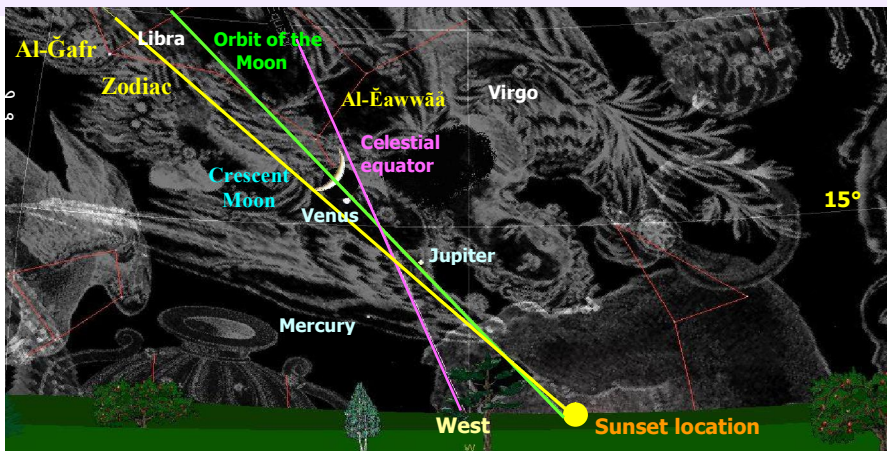 Libra
Orbit of the
Moon
Al-Ğafr
Zodiac
Al-Ĕawwãả
Virgo
Celestial
equator
Crescent
Moon
Venus
15°
Jupiter
Mercury
West
Sunset location
W